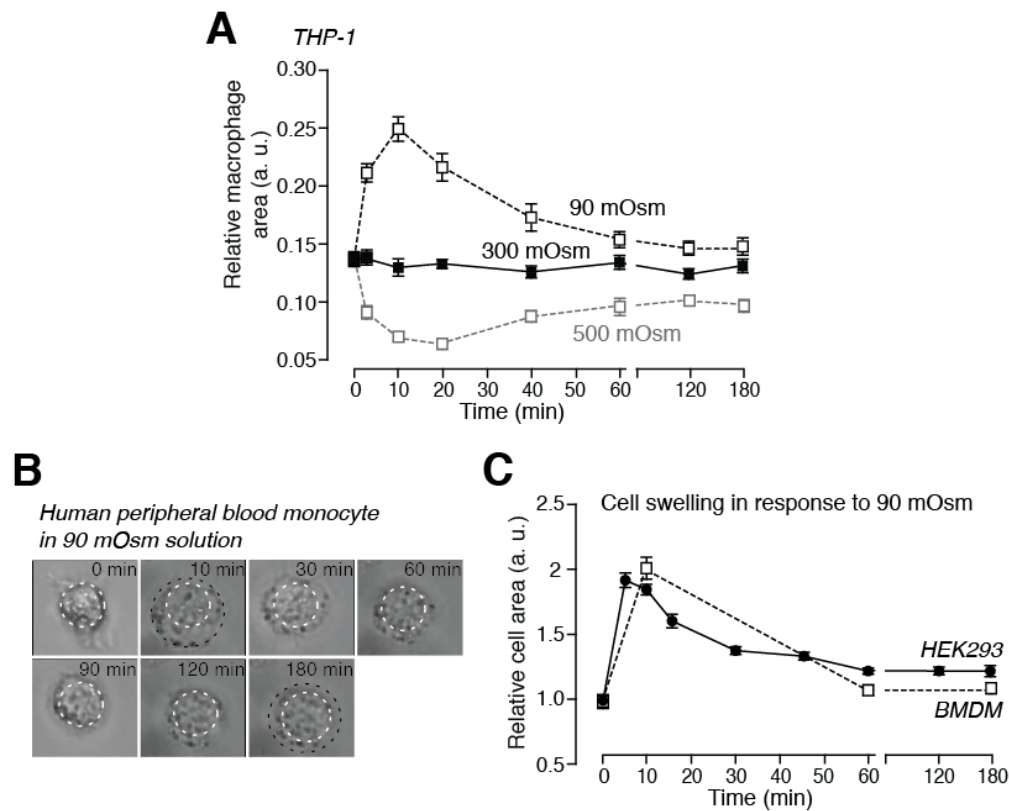 A
THP-1
Relative macrophage
area (a. u.)
0.30
0.25
0.20
0.15
0.10
0.05
90 mOsm
300 mOsm
500 mOsm
0 10 20 30 40 50 60 120 180
Time (min)
B
Human peripheral blood monocyte
in 90 mOsm solution
0 min 10 min 30 min 60 min
90 min 120 min 180 min
C
Cell swelling in response to 90 mOsm
Relative cell area (a. u.)
2.5
2
1.5
1.0
0.5
HEK293
BMDM
0 10 20 30 40 50 60 120 180
Time (min)